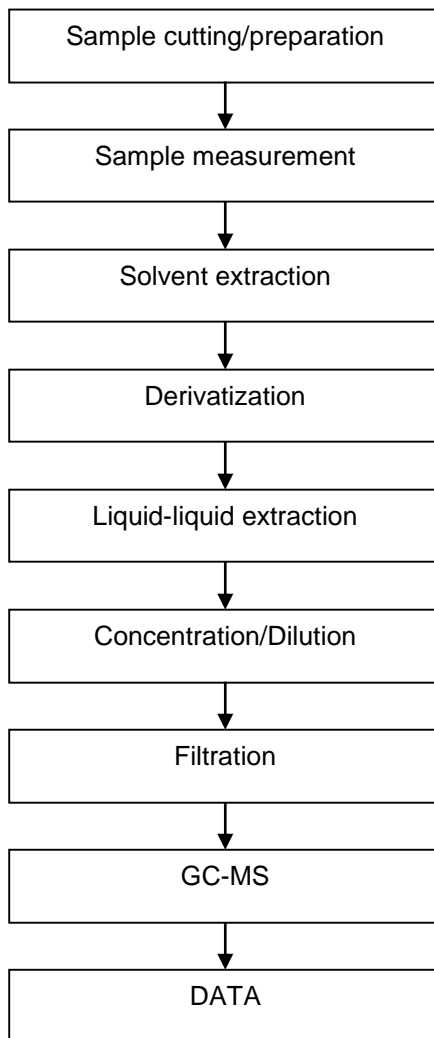 Sample cutting/preparation
Sample measurement
Solvent extraction
Derivatization
Liquid-liquid extraction
Concentration/Dilution
Filtration
GC-MS
DATA